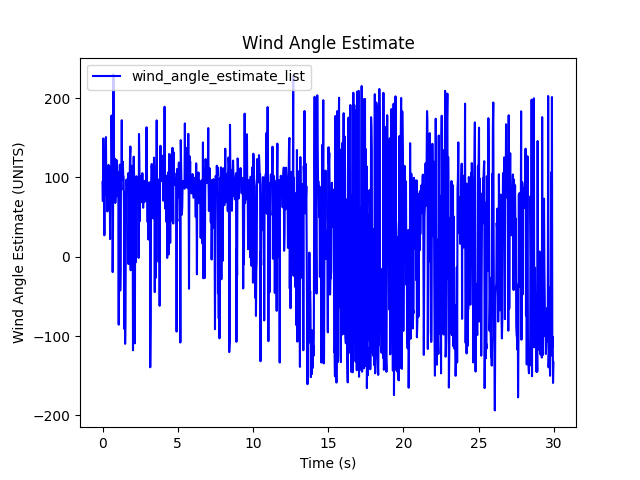 Wind Angle Estimate
wind_angle_estimate_list
Wind Angle Estimate (UNITS)
200
100
0
−100
−200
0 5 10 15 20 25 30
Time (s)